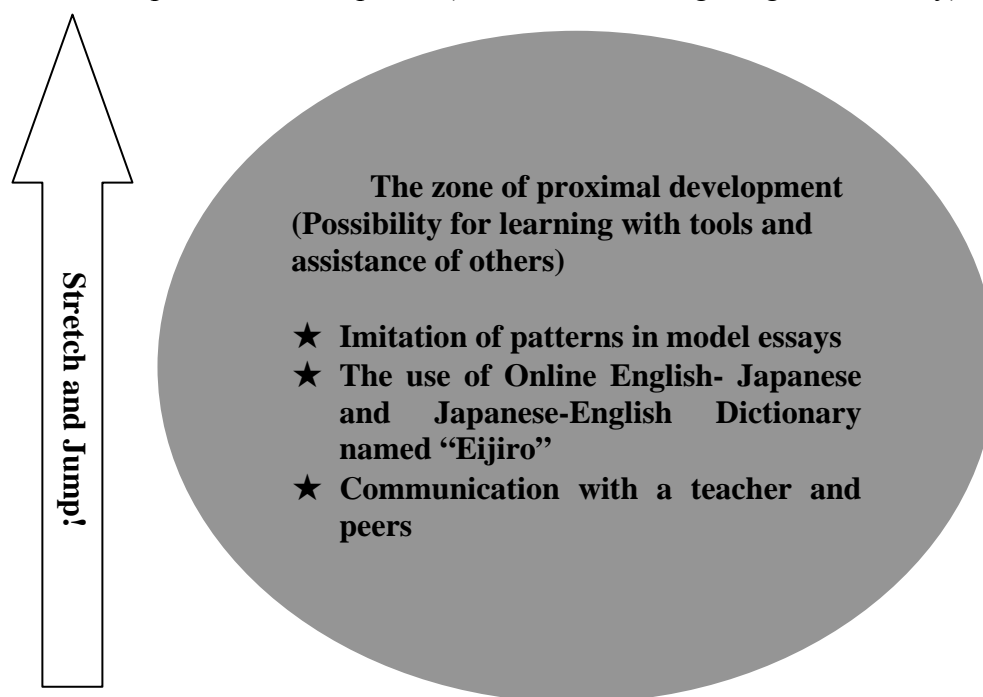 Stretch and Jump!
The zone of proximal development
(Possibility for learning with tools and
assistance of others)
★ Imitation of patterns in model essays
★ The use of Online English- Japanese
and Japanese-English Dictionary
named “Eijiro”
★ Communication with a teacher and
peers